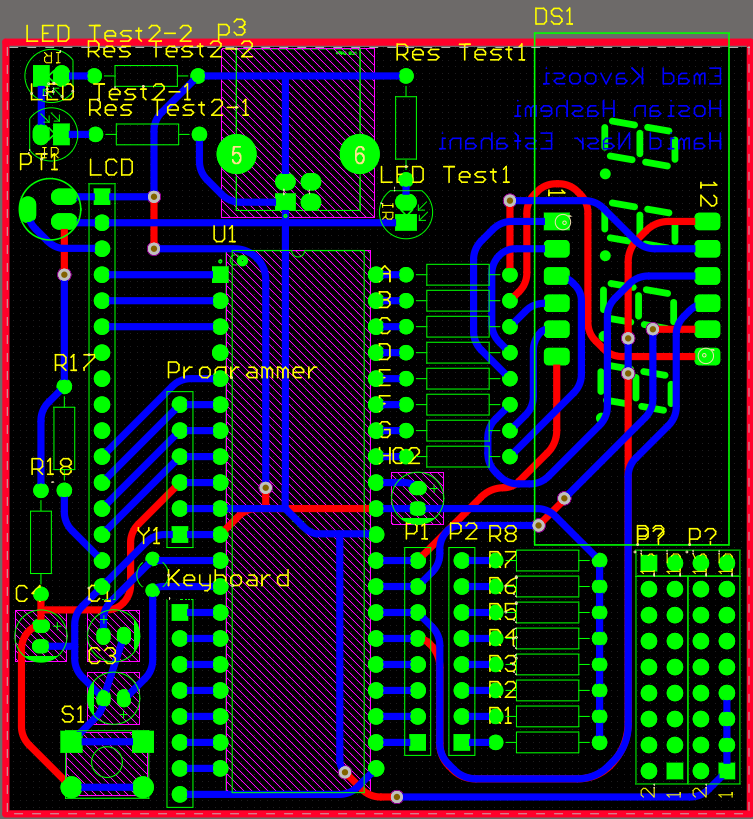 DS1
LED Test2-2
P3
Res Test2-2
Res Test1
Emad Kavoosi
LED Test2-1
Res Test2-1
Hosian Hashemi
Hamid Nasr Esfahani
5
6
PT1
LCD
LED Test1
IR
1
12
U1
A
B
C
D
E
F
G
H
R17
Programmer
C2
R18
Y1
P1
P2
R8
P?
P?
R7
R6
R5
R4
R3
R2
R1
Keyboard
C4
C1
C3
S1
2
1
2
1